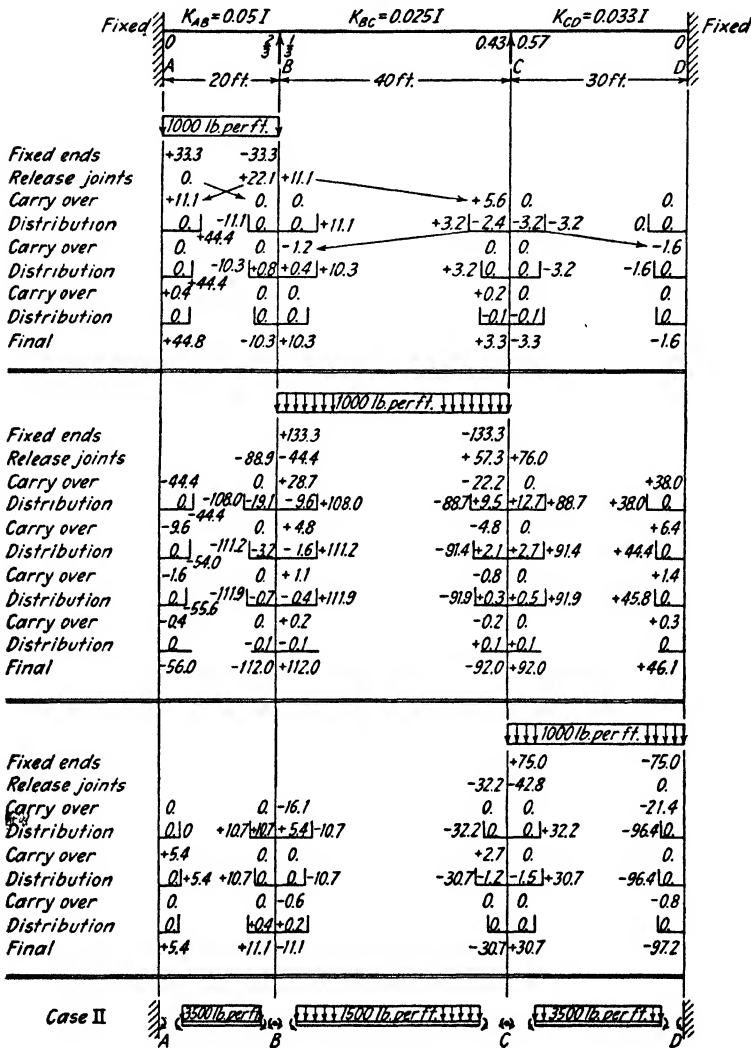 Fixed K_AB=0.05 I K_BC=0.025 I K_CD=0.033 I Fixed
0 2/3 1/3 0.43 0.57 0
A B C D
20 ft. 40 ft. 30 ft.
1000 lb. per ft.
Fixed ends +33.3 -33.3
Release joints 0. +22.1 +11.1
Carry over +11.1 0. 0. +5.6 0. 0.
Distribution 0. -11.1 0. 0. +11.1 +3.2 -2.4 -3.2 -3.2 0. 0.
+44.4
Carry over 0. 0. -1.2 0. 0. -1.6
Distribution 0. -10.3 +0.8 +0.4 +10.3 +3.2 0. 0. -3.2 -1.6 0.
+44.4
Carry over +0.4 0. 0. +0.2 0. 0.
Distribution 0. 0. 0. -0.1 -0.1 0.
Final +44.8 -10.3 +10.3 +3.3 -3.3 -1.6
1000 lb. per ft.
Fixed ends +133.3 -133.3
Release joints -88.9 -44.4 +57.3 +76.0
Carry over -44.4 0. +28.7 -22.2 0. +38.0
Distribution 0. -108.0 -19.1 -9.6 +108.0 -88.7 +9.5 +12.7 +88.7 +38.0 0.
-44.4
Carry over -9.6 0. +4.8 -4.8 0. +6.4
Distribution 0. -111.2 -3.2 -1.6 +111.2 -91.4 +2.1 +2.7 +91.4 +44.4 0.
-54.0
Carry over -1.6 0. +1.1 -0.8 0. +1.4
Distribution 0. -111.9 -0.7 -0.4 +111.9 -91.9 +0.3 +0.5 +91.9 +45.8 0.
-55.6
Carry over -0.4 0. +0.2 -0.2 0. +0.3
Distribution 0. -0.1 -0.1 +0.1 +0.1 0.
Final -56.0 -112.0 +112.0 -92.0 +92.0 +46.1
1000 lb. per ft.
Fixed ends +75.0 -75.0
Release joints -32.2 -42.8 0.
Carry over 0. 0. -16.1 0. 0. -21.4
Distribution 0. 0 +10.7 +10.7 +5.4 -10.7 -32.2 0. 0. +32.2 -96.4 0.
Carry over +5.4 0. 0. +2.7 0. 0.
Distribution 0. +5.4 +10.7 0. 0. -10.7 -30.7 -1.2 -1.5 +30.7 -96.4 0.
Carry over 0. 0. -0.6 0. 0. -0.8
Distribution 0. +0.4 +0.2 0. 0. 0.
Final +5.4 +11.1 -11.1 -30.7 +30.7 -97.2
Case II 3500 lb. per ft. 1500 lb. per ft. 3500 lb. per ft.
A B C D